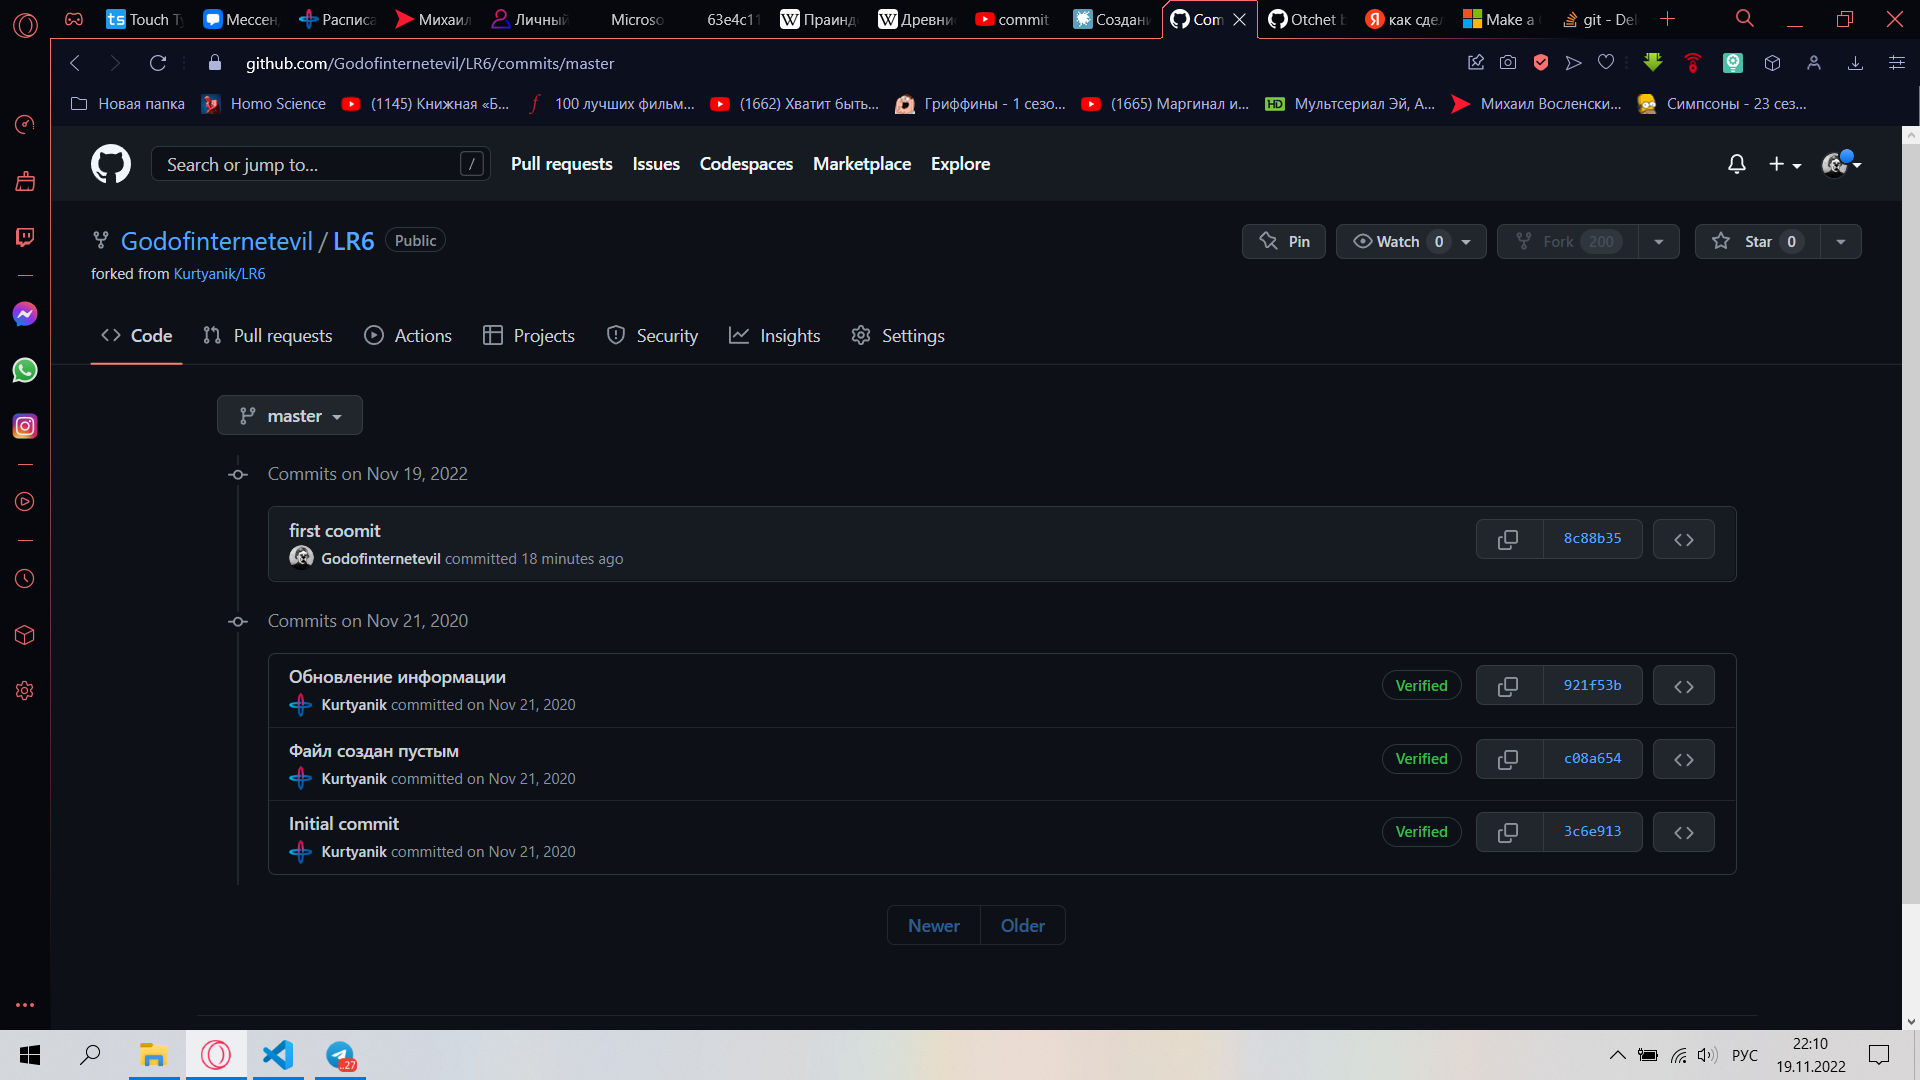 Touch Ty
Мессен
Расписа
Михаил
Личный
Microso
63e4c11
Праинд
Древни
commit
Создани
Com
Otchet b
как сдел
Make a
git - Del
github.com/Godofinternetevil/LR6/commits/master
Новая папка
Homo Science
(1145) Книжная «Б...
100 лучших фильм...
(1662) Хватит быть...
Гриффины - 1 сезо...
(1665) Маргинал и...
HD Мультсериал Эй, А...
Михаил Восленски...
Симпсоны - 23 сез...
Search or jump to... /
Pull requests
Issues
Codespaces
Marketplace
Explore
Godofinternetevil / LR6 Public
Pin
Watch 0
Fork 200
Star 0
forked from Kurtyanik/LR6
Code
Pull requests
Actions
Projects
Security
Insights
Settings
master
Commits on Nov 19, 2022
first coomit
8c88b35
Godofinternetevil committed 18 minutes ago
Commits on Nov 21, 2020
Обновление информации
Verified
921f53b
Kurtyanik committed on Nov 21, 2020
Файл создан пустым
Verified
c08a654
Kurtyanik committed on Nov 21, 2020
Initial commit
Verified
3c6e913
Kurtyanik committed on Nov 21, 2020
Newer
Older
..27
РУС
22:10
19.11.2022